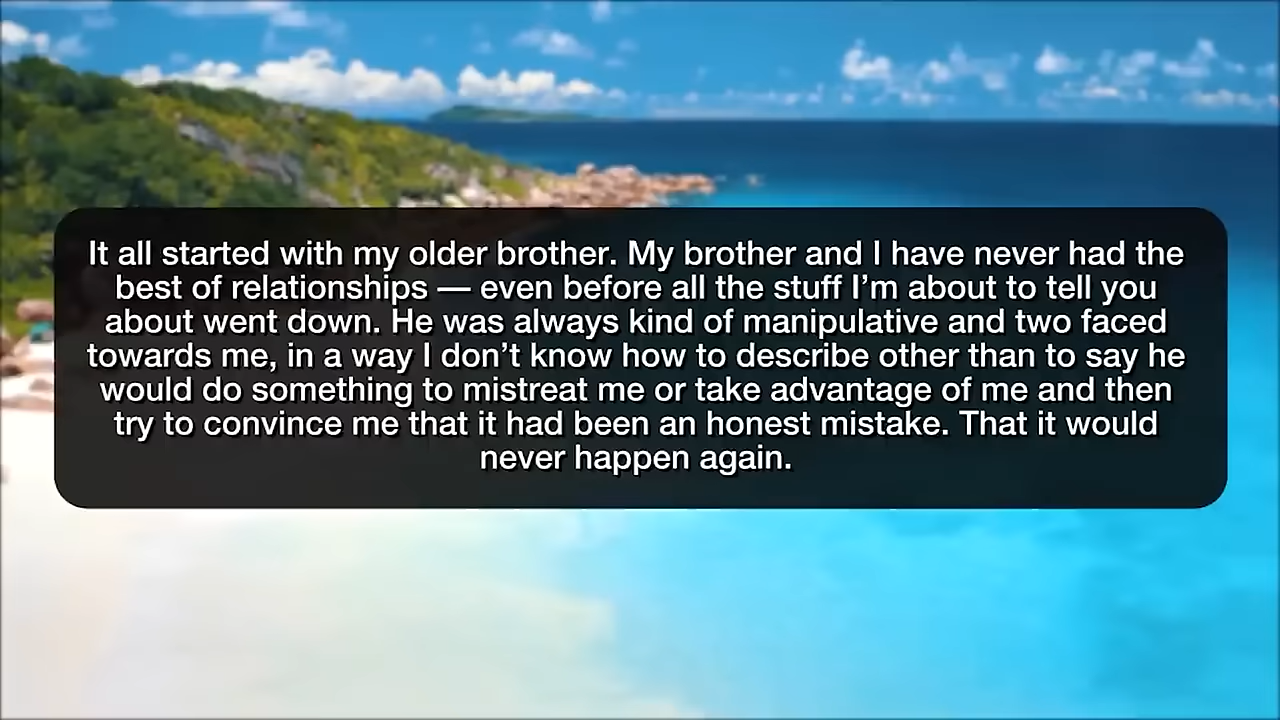 It all started with my older brother. My brother and I have never had the
best of relationships — even before all the stuff I’m about to tell you
about went down. He was always kind of manipulative and two faced
towards me, in a way I don’t know how to describe other than to say he
would do something to mistreat me or take advantage of me and then
try to convince me that it had been an honest mistake. That it would
never happen again.